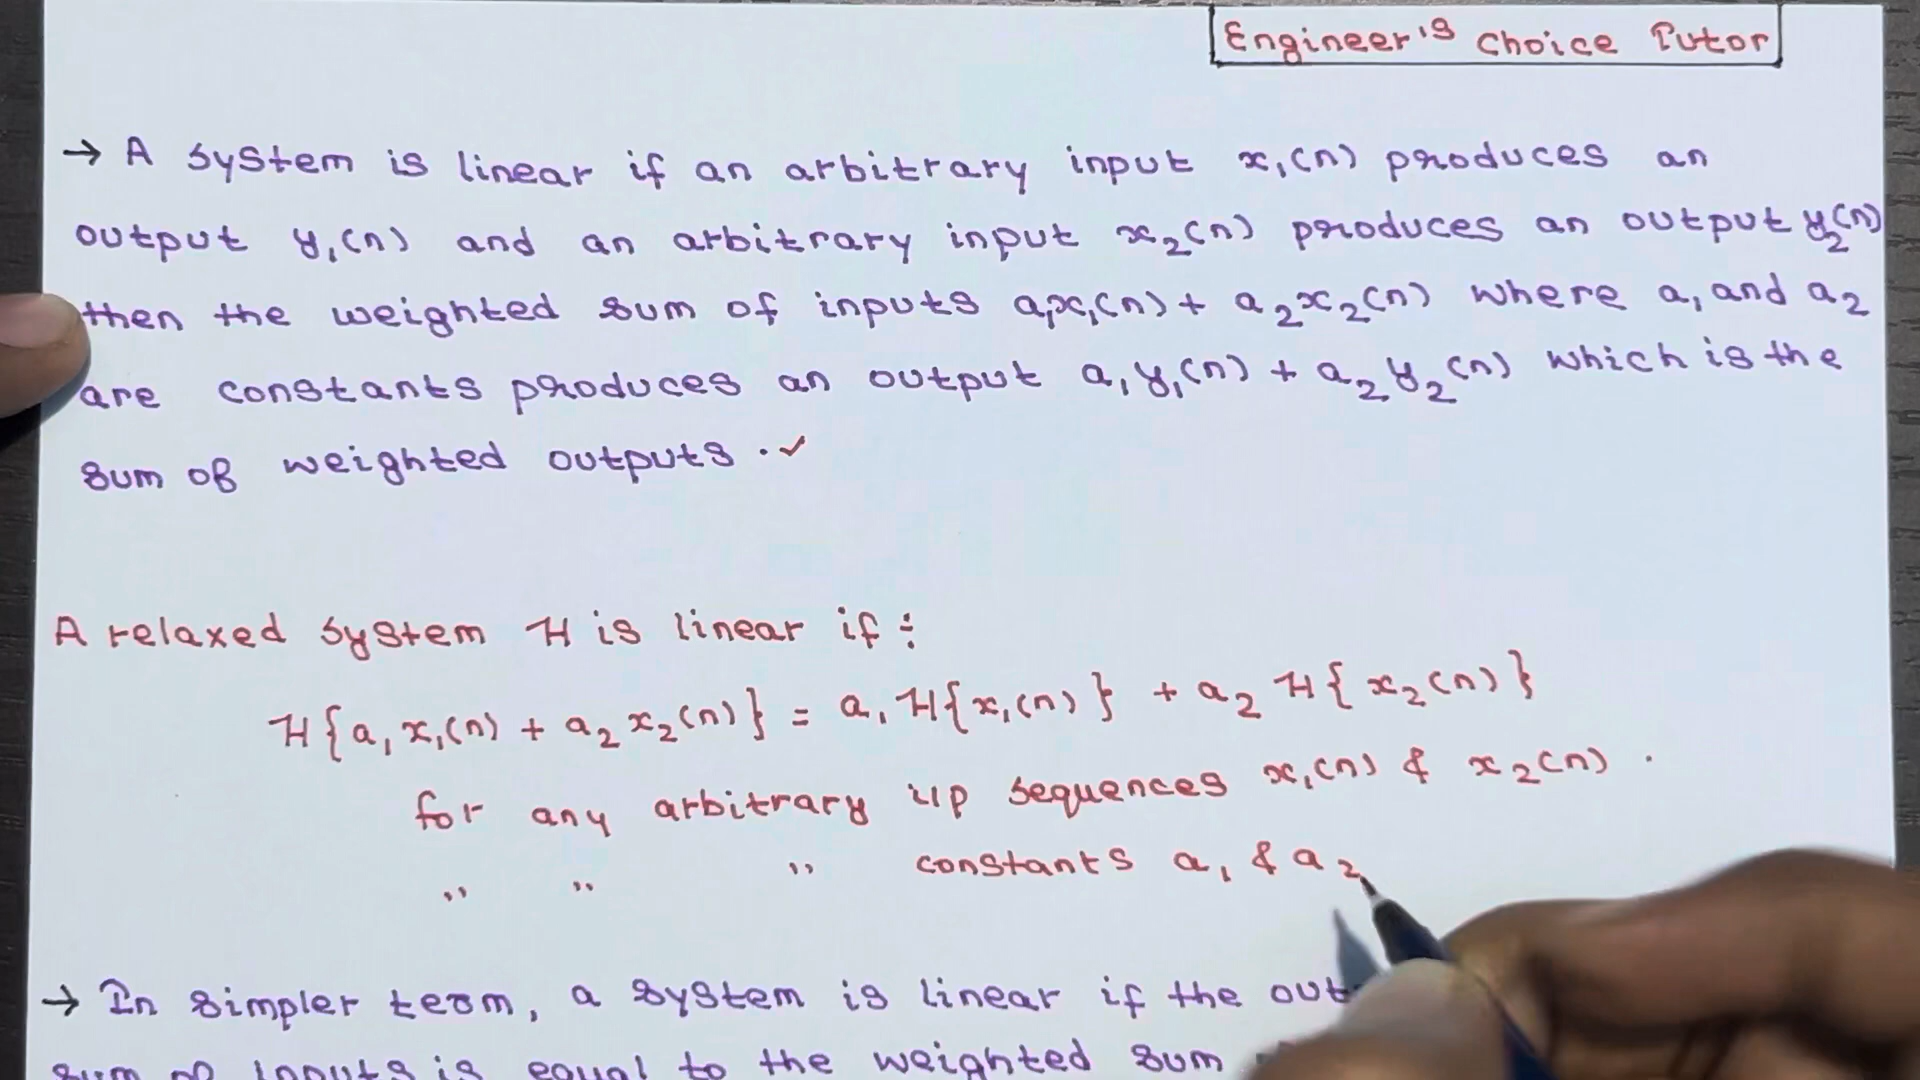 Engineer's Choice Tutor
→ A system is linear if an arbitrary input x₁(n) produces an
output y₁(n) and an arbitrary input x₂(n) produces an output y₂(n)
then the weighted sum of inputs a₁x₁(n) + a₂x₂(n) where a₁ and a₂
are constants produces an output a₁y₁(n) + a₂y₂(n) which is the
sum of weighted outputs . ✓
A relaxed system H is linear if :
H{a₁x₁(n) + a₂x₂(n)} = a₁H{x₁(n)} + a₂H{x₂(n)}
for any arbitrary i/p sequences x₁(n) & x₂(n) .
,, ,, ,, constants a₁ & a₂
→ In simpler term, a system is linear if the
sum of inputs is equal to the weighted sum